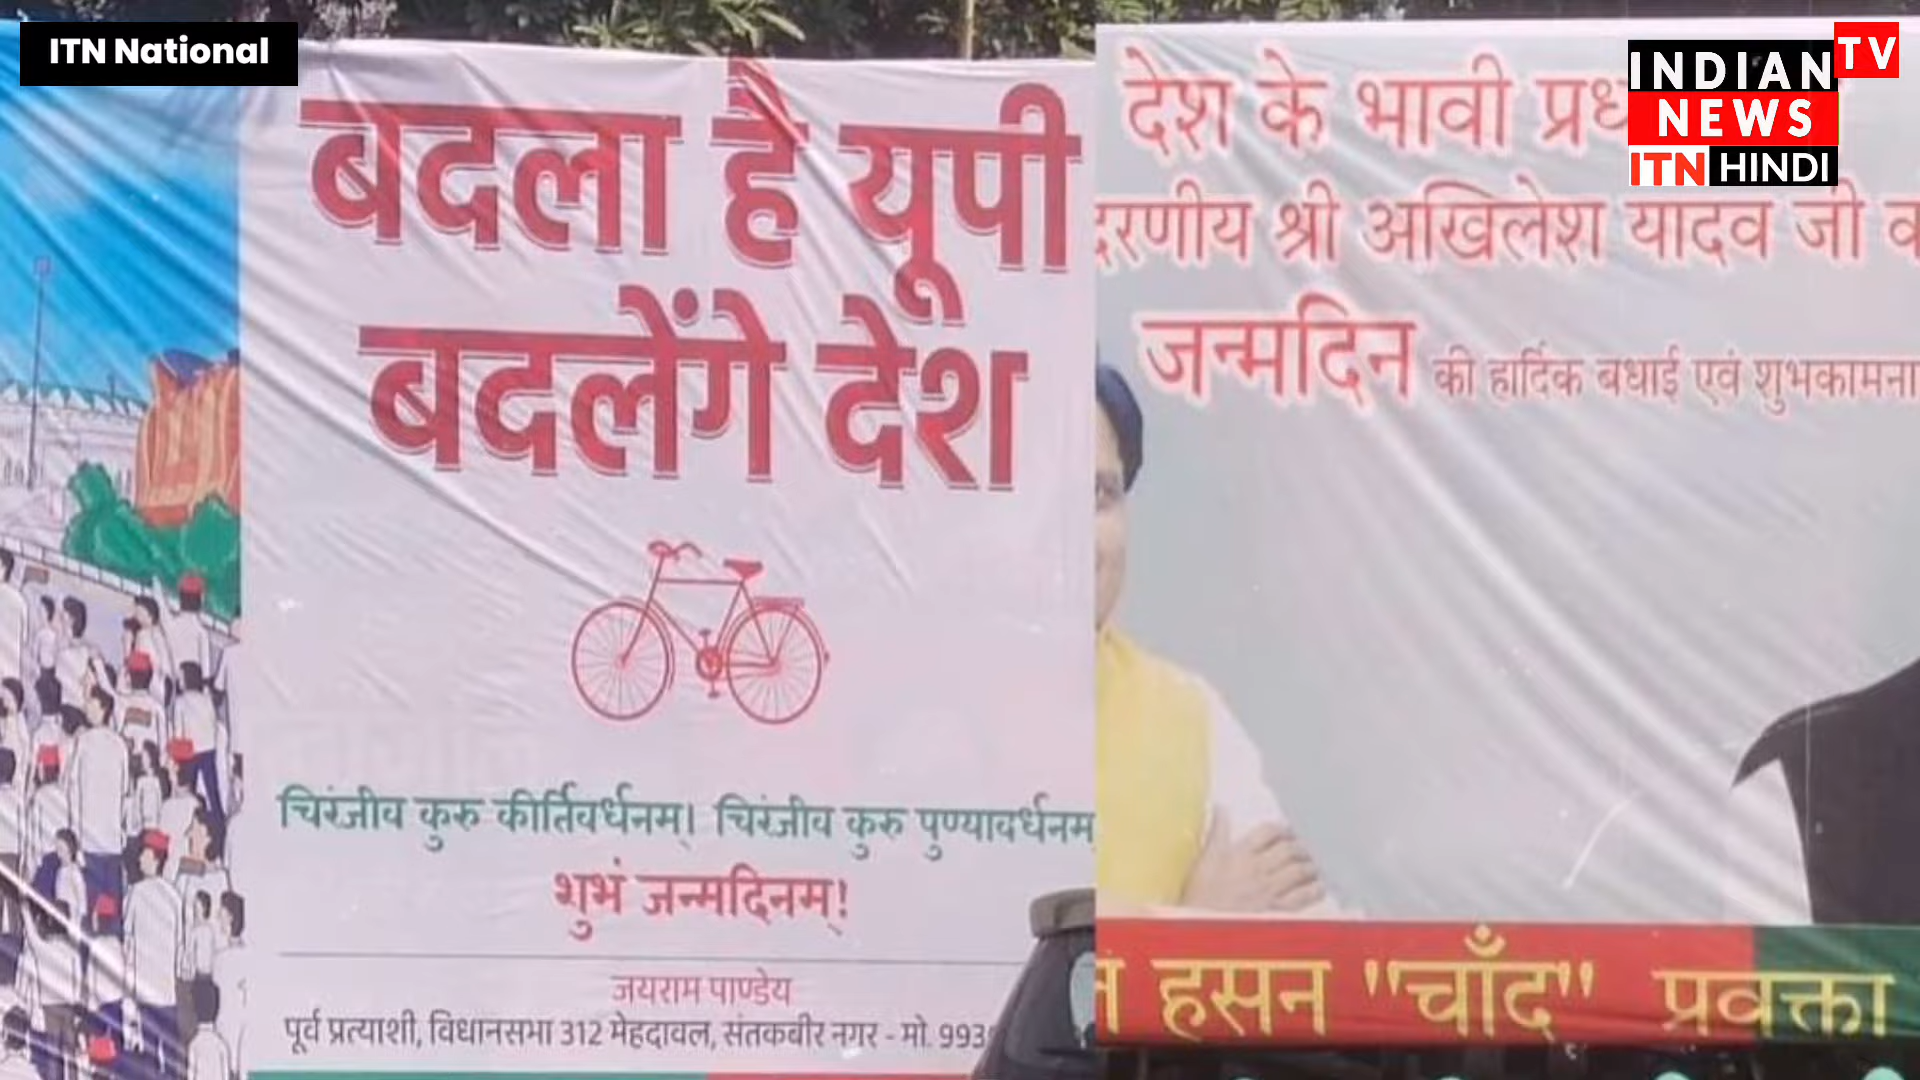 ITN National
बदला है यूपी
बदलेंगे देश
चिरंजीव कुरु कीर्तिवर्धनम्। चिरंजीव कुरु पुण्यावर्धनम
शुभं जन्मदिनम्!
जयराम पाण्डेय
पूर्व प्रत्याशी, विधानसभा 312 मेहदावल, संतकबीर नगर - मो. 993
देश के भावी प्रध
दरणीय श्री अखिलेश यादव जी क
जन्मदिन की हार्दिक बधाई एवं शुभकामना
हसन "चाँद" प्रवक्ता
INDIAN TV
NEWS
ITN HINDI